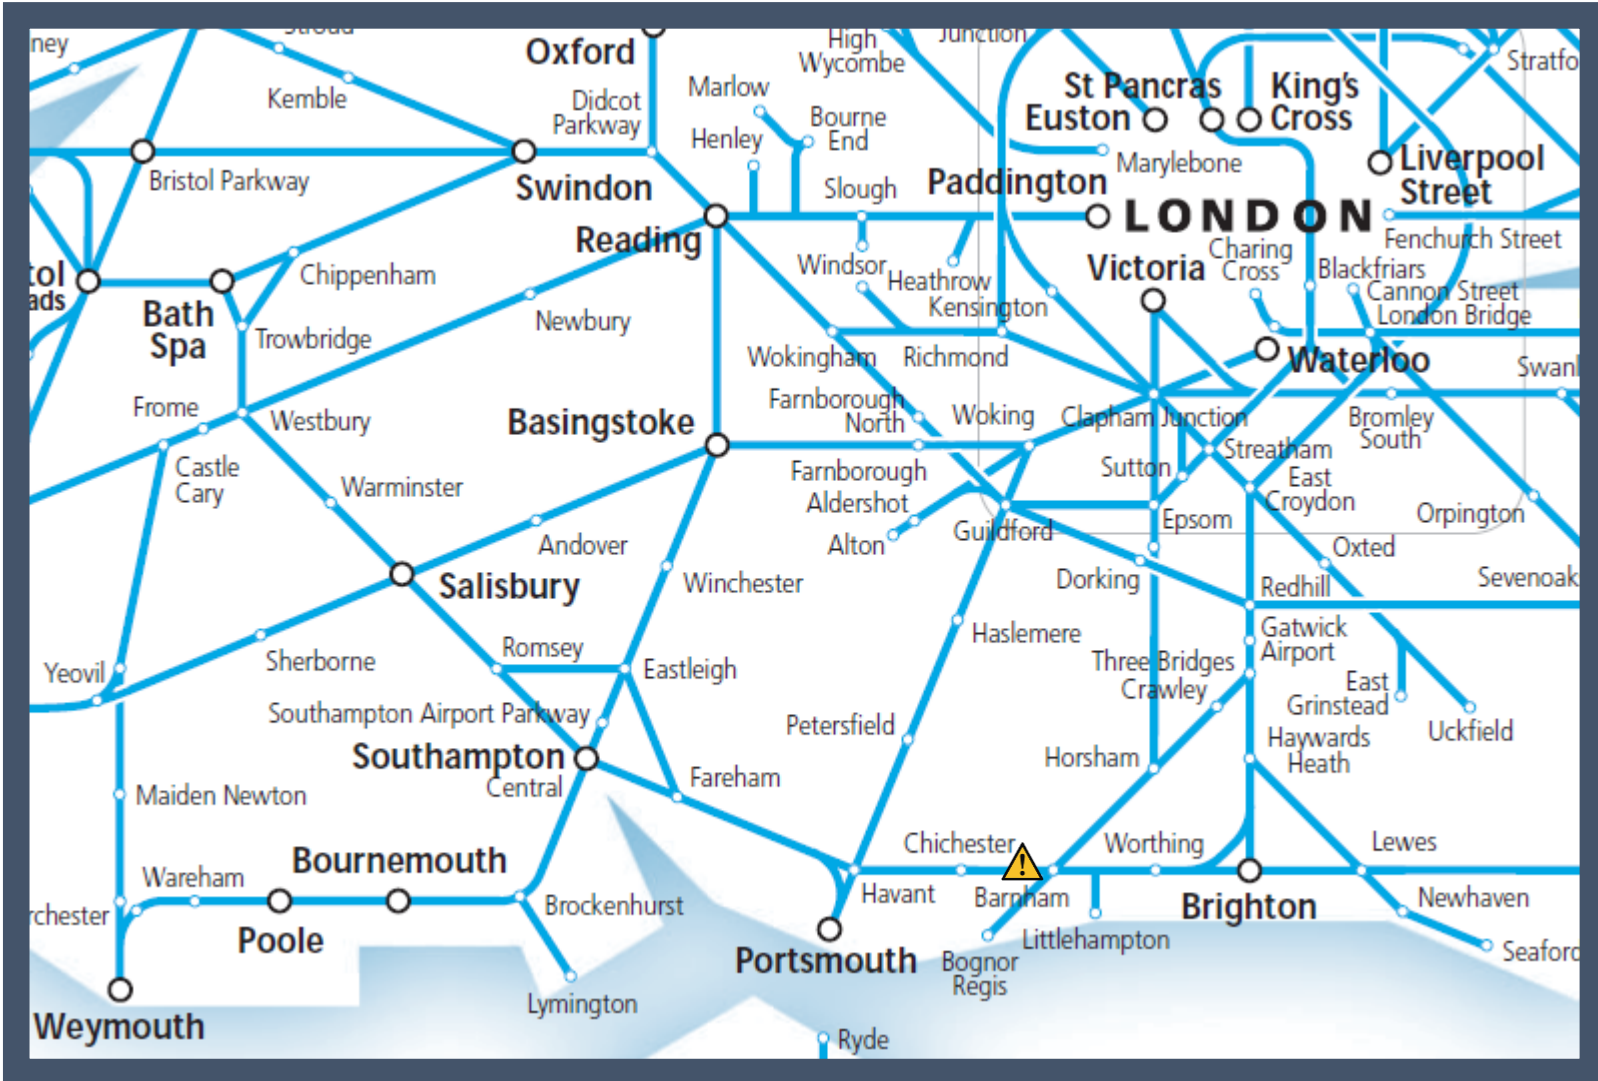 ney
Stroud
Oxford
High
Wycombe
Junction
Stratfo
Kemble
Didcot
Parkway
Marlow
Bourne
End
Henley
St Pancras
Euston
King's
Cross
Marylebone
Liverpool
Street
Bristol Parkway
Swindon
Slough
Paddington
LONDON
Fenchurch Street
Reading
tol
ads
Bath
Spa
Chippenham
Windsor
Heathrow
Kensington
Victoria
Charing
Cross
Blackfriars
Cannon Street
London Bridge
Trowbridge
Newbury
Wokingham
Richmond
Waterloo
Swanl
Frome
Westbury
Basingstoke
Farnborough
North
Woking
Clapham Junction
Bromley
South
Castle
Cary
Warminster
Farnborough
Aldershot
Sutton
Streatham
East
Croydon
Orpington
Andover
Alton
Guildford
Epsom
Oxted
Salisbury
Winchester
Dorking
Redhill
Sevenoak
Haslemere
Gatwick
Airport
Yeovil
Sherborne
Romsey
Eastleigh
Three Bridges
Crawley
East
Grinstead
Uckfield
Southampton Airport Parkway
Petersfield
Southampton
Central
Fareham
Horsham
Haywards
Heath
Maiden Newton
Chichester
!
Worthing
Lewes
Bournemouth
Wareham
rchester
Poole
Brockenhurst
Havant
Barnham
Brighton
Newhaven
Portsmouth
Bognor
Regis
Littlehampton
Seaford
Lymington
Weymouth
Ryde